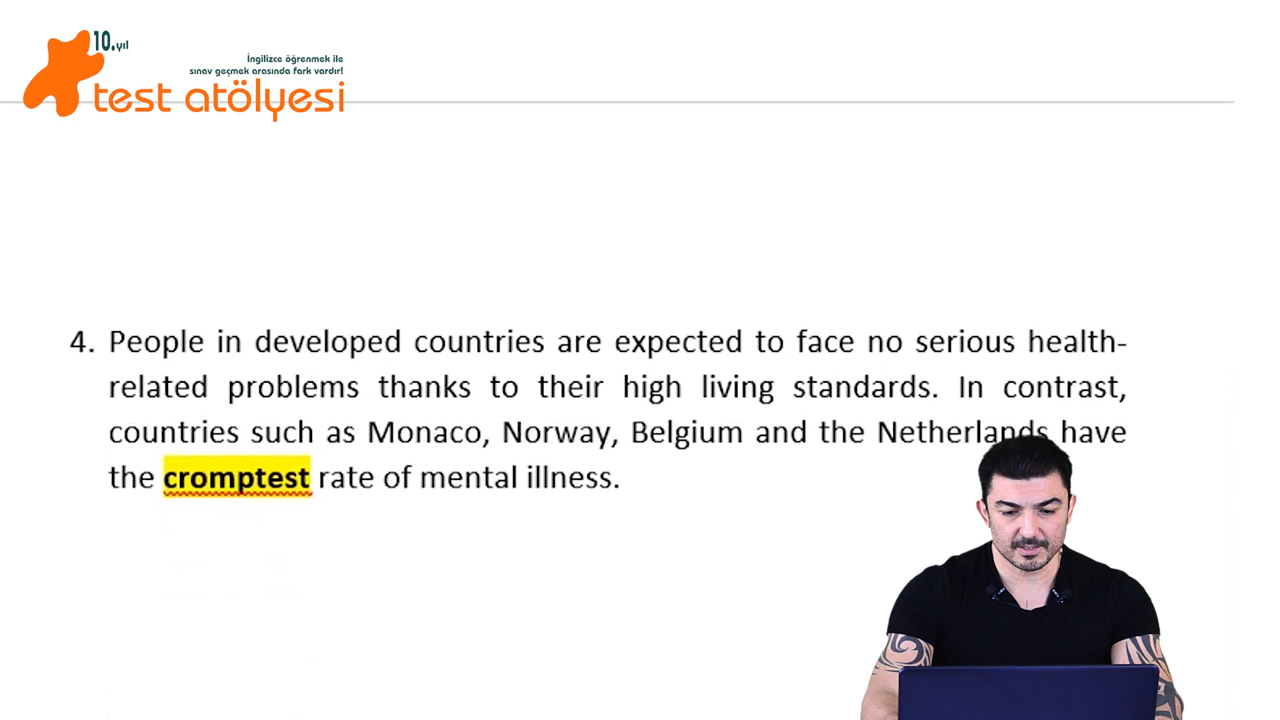 10.yıl
İngilizce öğrenmek ile
sınav geçmek arasında fark vardır!
test atölyesi
4. People in developed countries are expected to face no serious health-
related problems thanks to their high living standards. In contrast,
countries such as Monaco, Norway, Belgium and the Netherlands have
the cromptest rate of mental illness.